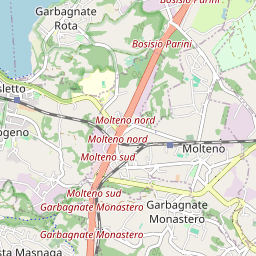 Bosisio Parini
Garbagnate
Rota
Bosisio Parini
sletto
Molteno nord
Molteno nord
ogeno
Molteno
Molteno sud
Molteno sud
Garbagnate Monastero
Garbagnate
Monastero
Garbagnate Monastero
sta Masnaga